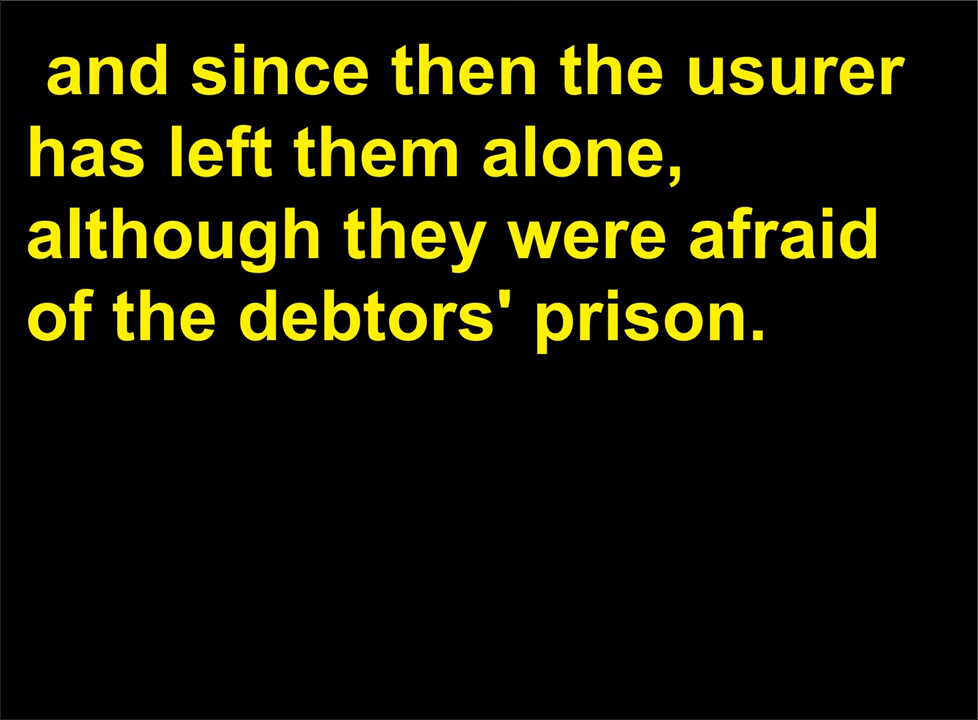 and since then the usurer
has left them alone,
although they were afraid
of the debtors' prison.